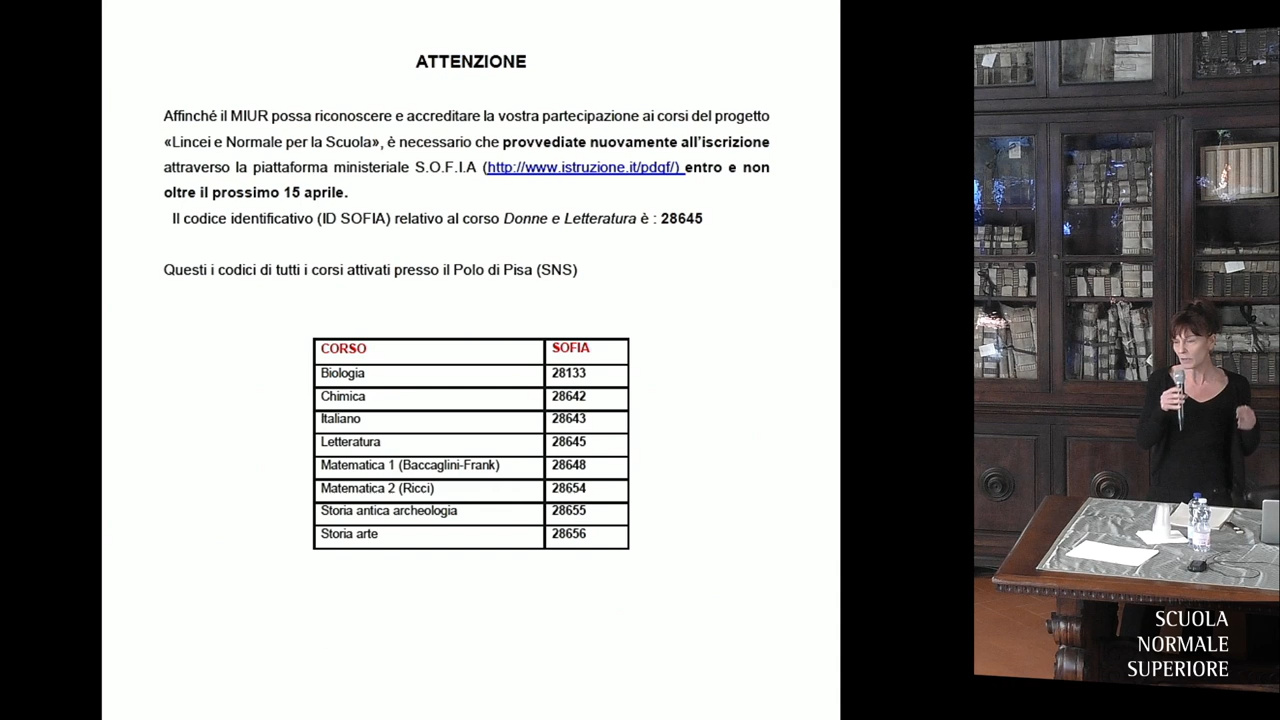 ATTENZIONE
Affinché il MIUR possa riconoscere e accreditare la vostra partecipazione ai corsi del progetto
«Lincei e Normale per la Scuola», è necessario che provvediate nuovamente all'iscrizione
attraverso la piattaforma ministeriale S.O.F.I.A (http://www.istruzione.it/pdgf/) entro e non
oltre il prossimo 15 aprile.
Il codice identificativo (ID SOFIA) relativo al corso Donne e Letteratura è : 28645
Questi i codici di tutti i corsi attivati presso il Polo di Pisa (SNS)
CORSO SOFIA
Biologia 28133
Chimica 28642
Italiano 28643
Letteratura 28645
Matematica 1 (Baccaglini-Frank) 28648
Matematica 2 (Ricci) 28654
Storia antica archeologia 28655
Storia arte 28656
SCUOLA
NORMALE
SUPERIORE